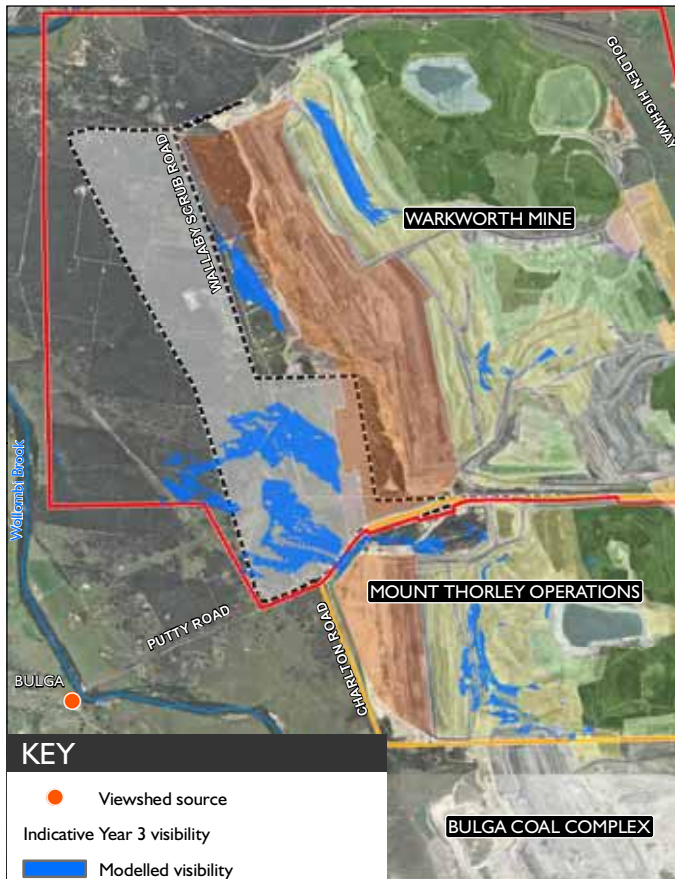 GOLDEN HIGHWAY
WALLABY SCRUB ROAD
WARKWORTH MINE
Wollombi Brook
MOUNT THORLEY OPERATIONS
PUTTY ROAD
CHARLTON ROAD
BULGA
KEY
Viewshed source
Indicative Year 3 visibility
Modelled visibility
BULGA COAL COMPLEX